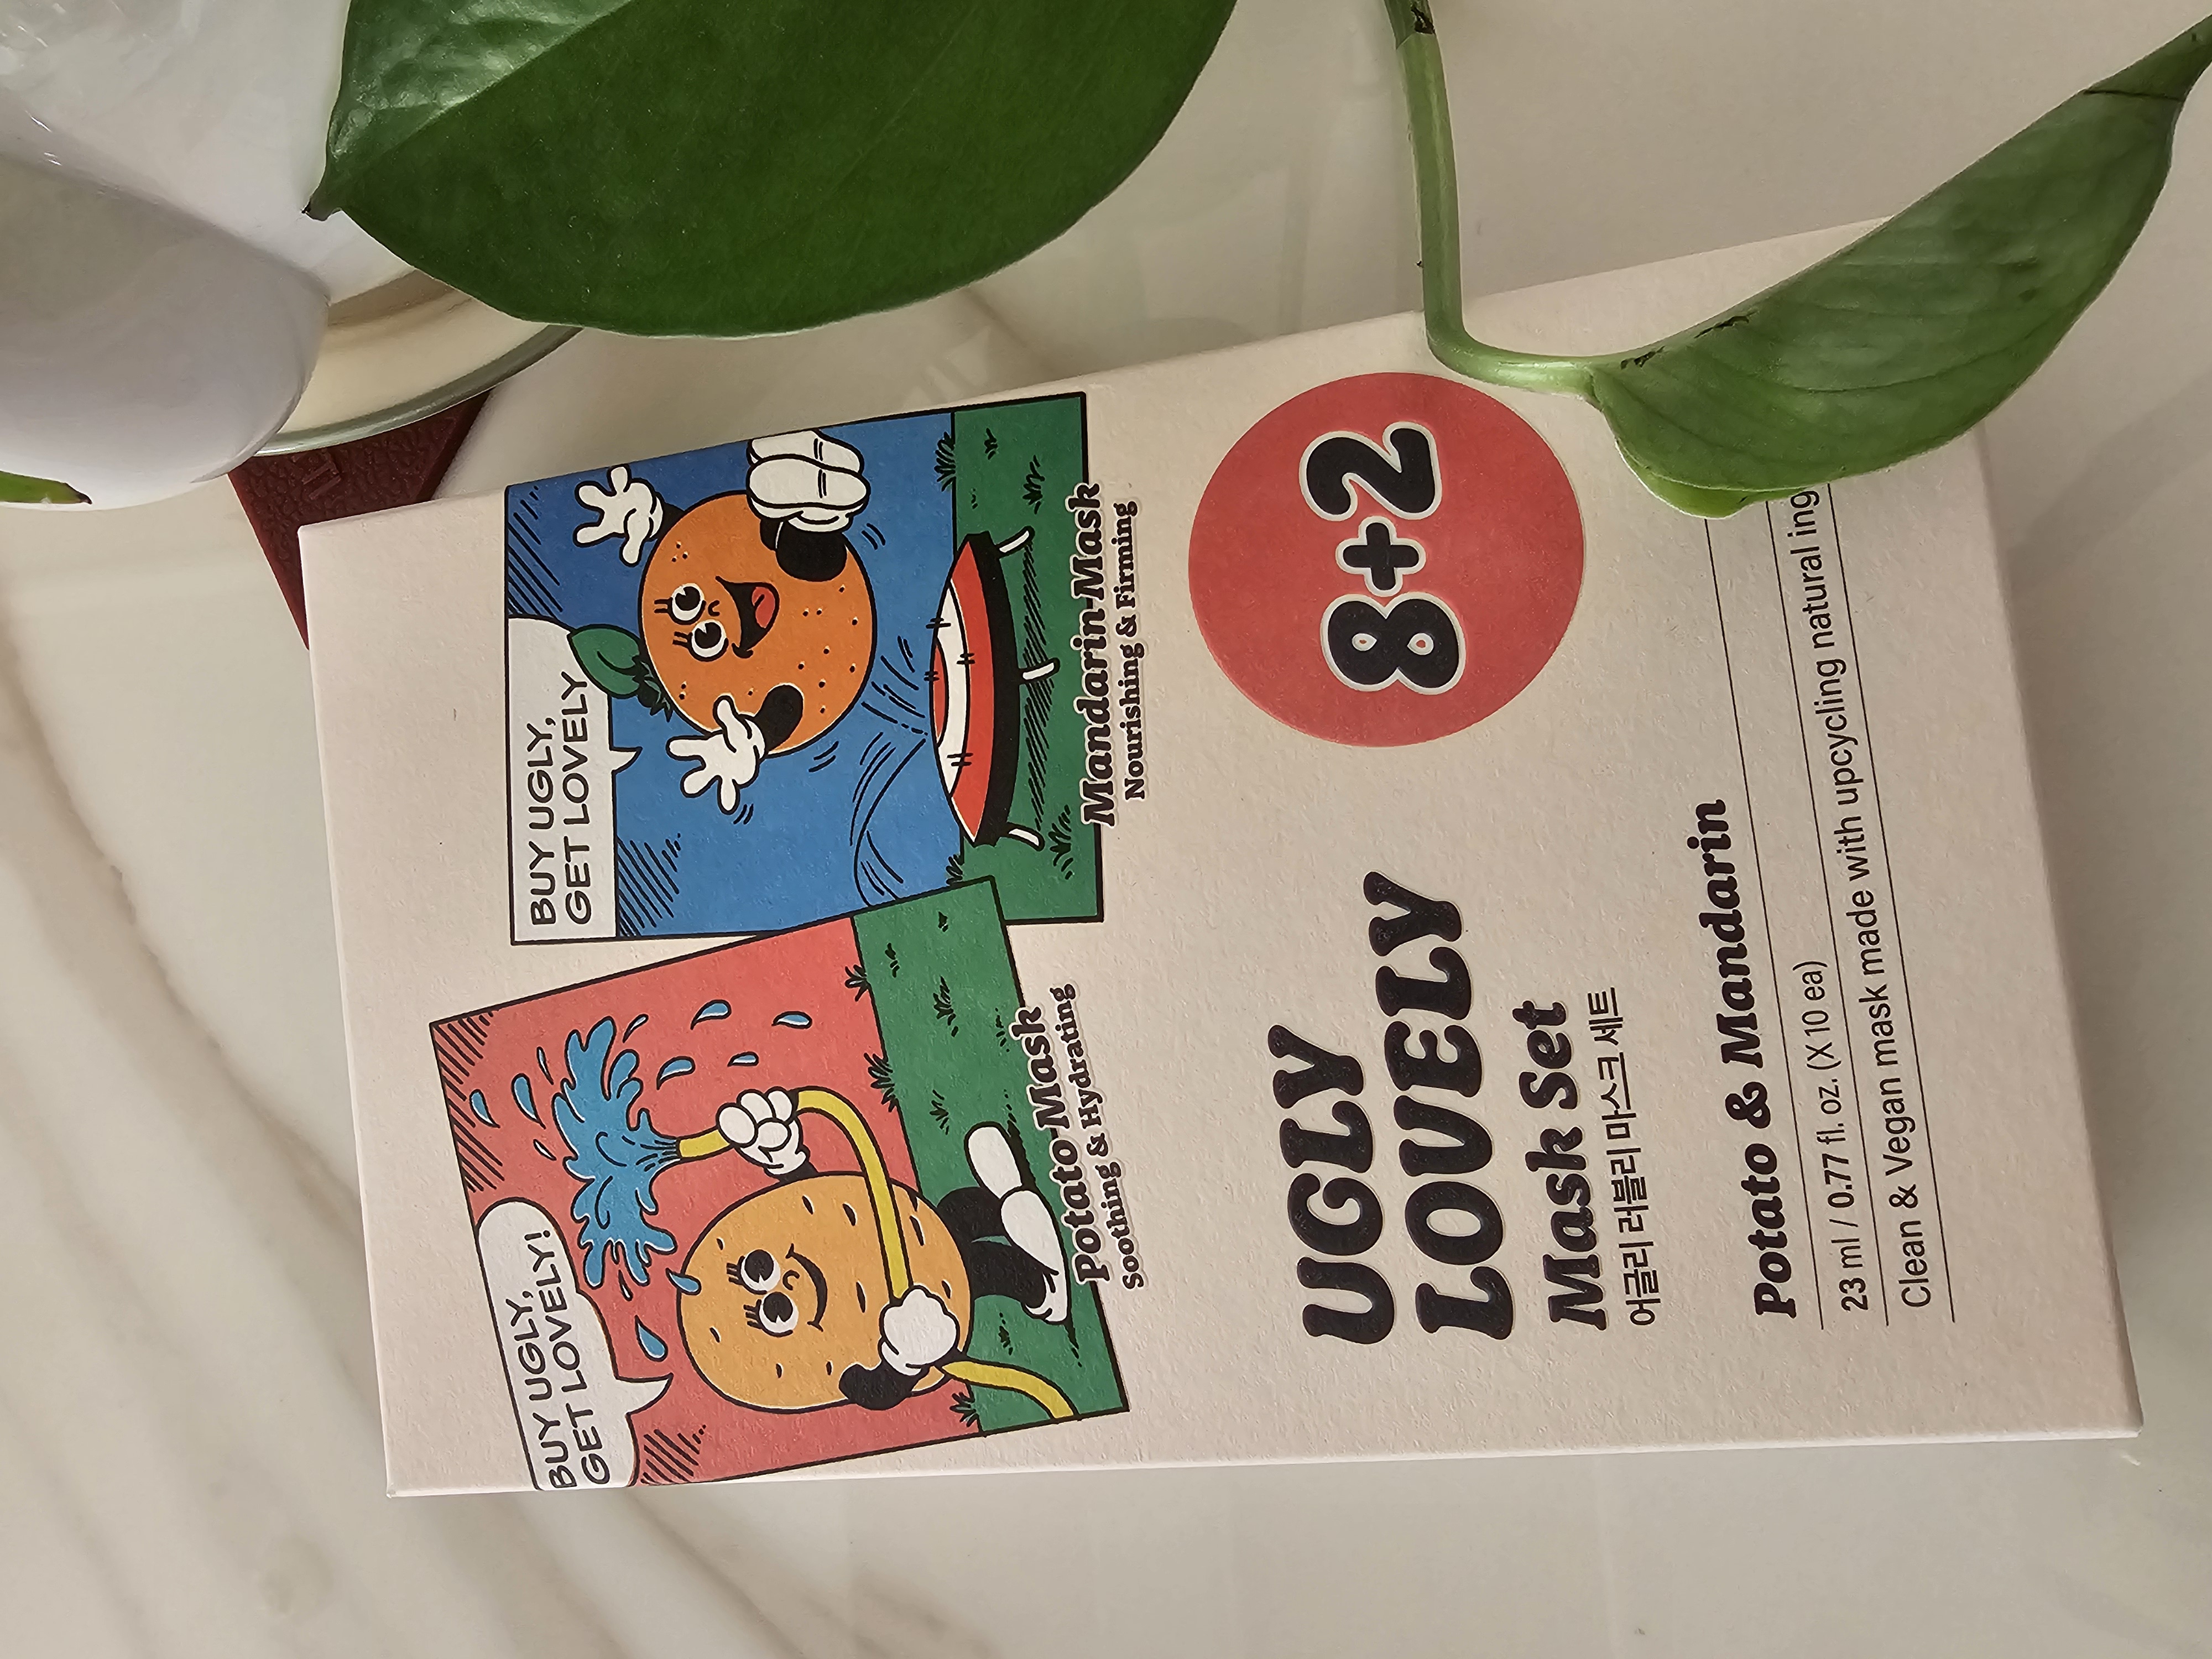 BUY UGLY,
GET LOVELY!
Potato Mask
Soothing & Hydrating
BUY UGLY,
GET LOVELY
Mandarin Mask
Nourishing & Firming
UGLY
LOVELY
Mask Set
어글리 러블리 마스크 세트
8+2
Potato & Mandarin
23 ml / 0.77 fl. oz. (X 10 ea)
Clean & Vegan mask made with upcycling natural ing